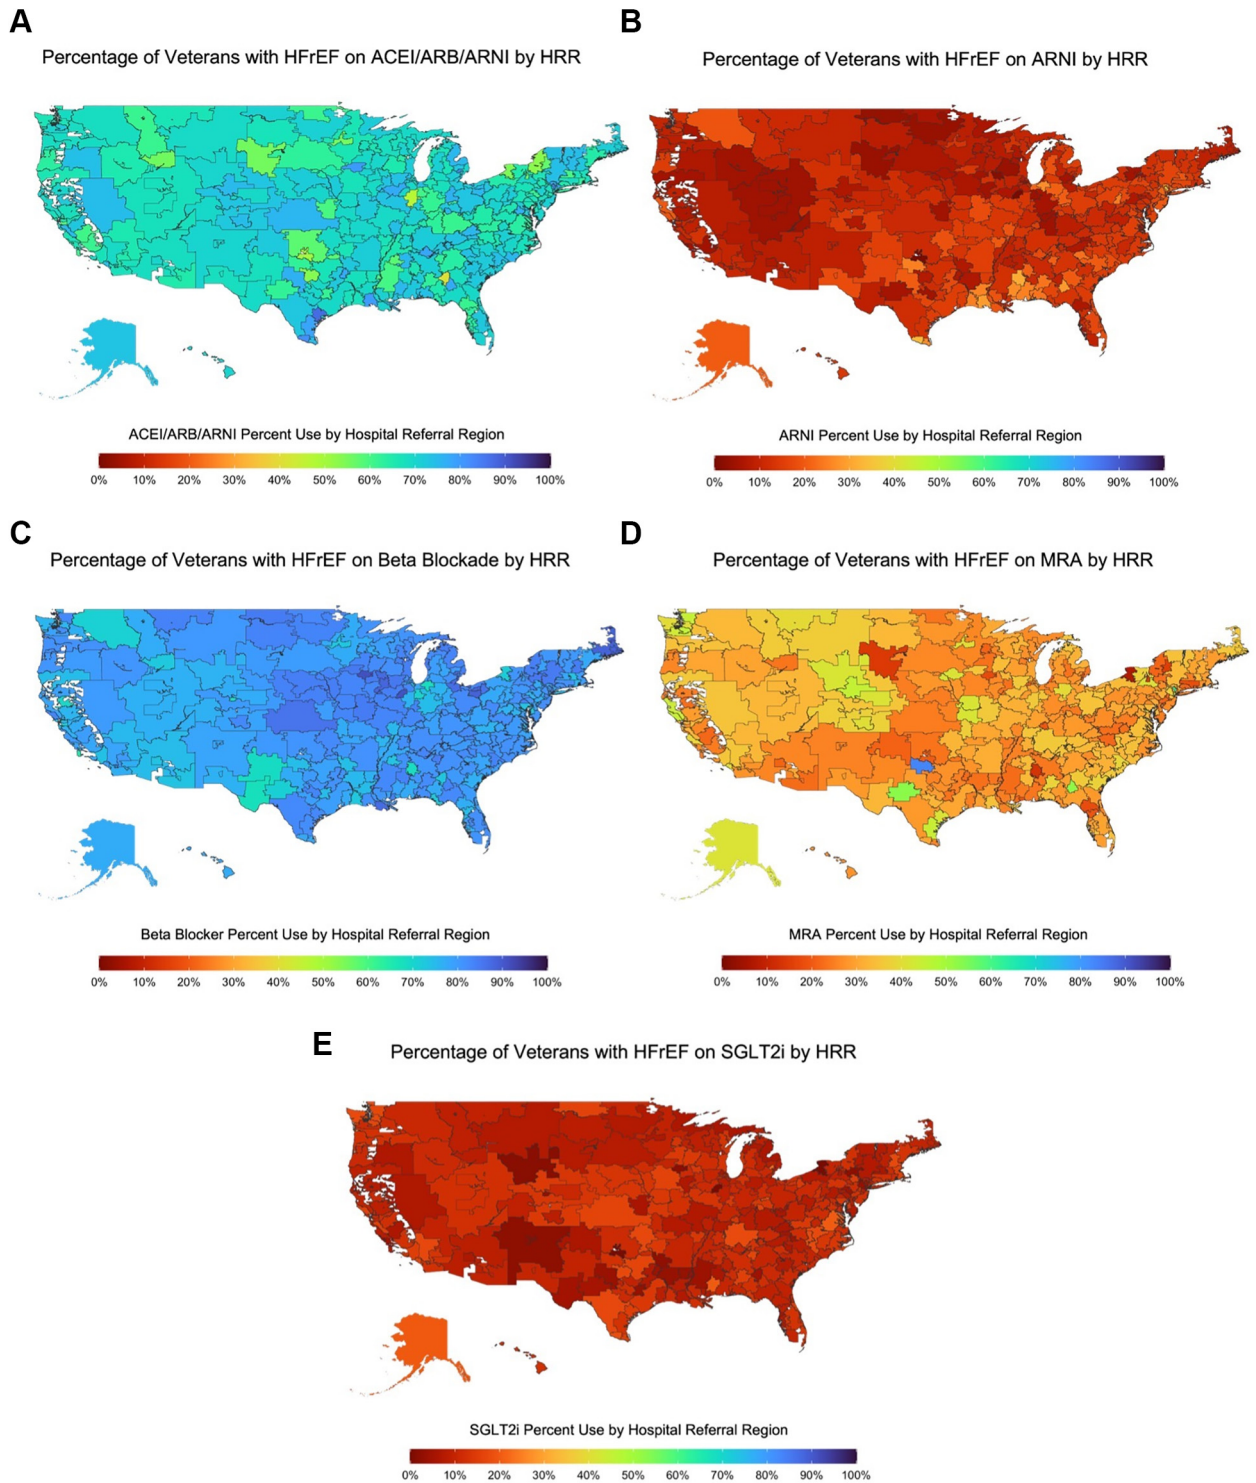 A
Percentage of Veterans with HFrEF on ACEI/ARB/ARNI by HRR
ACEI/ARB/ARNI Percent Use by Hospital Referral Region
0% 10% 20% 30% 40% 50% 60% 70% 80% 90% 100%
B
Percentage of Veterans with HFrEF on ARNI by HRR
ARNI Percent Use by Hospital Referral Region
0% 10% 20% 30% 40% 50% 60% 70% 80% 90% 100%
C
Percentage of Veterans with HFrEF on Beta Blockade by HRR
Beta Blocker Percent Use by Hospital Referral Region
0% 10% 20% 30% 40% 50% 60% 70% 80% 90% 100%
D
Percentage of Veterans with HFrEF on MRA by HRR
MRA Percent Use by Hospital Referral Region
0% 10% 20% 30% 40% 50% 60% 70% 80% 90% 100%
E
Percentage of Veterans with HFrEF on SGLT2i by HRR
SGLT2i Percent Use by Hospital Referral Region
0% 10% 20% 30% 40% 50% 60% 70% 80% 90% 100%